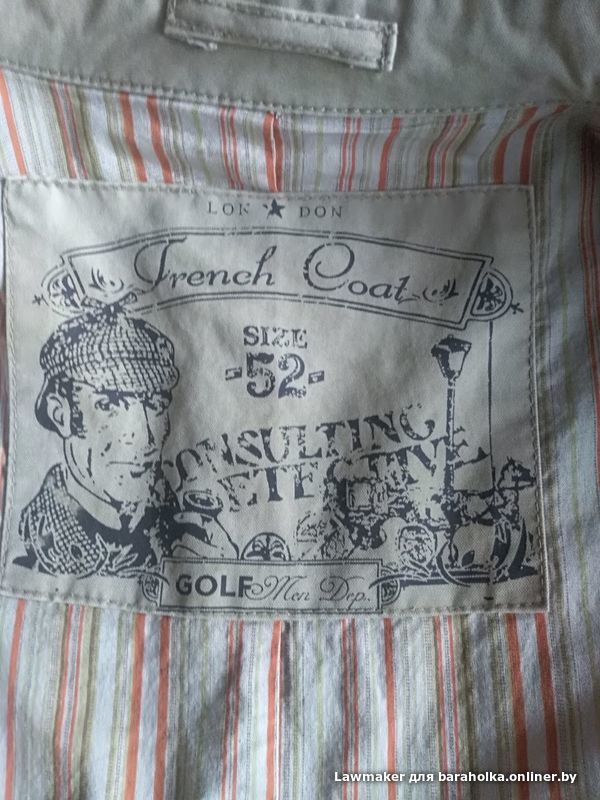 LON DON
Trench Coat
SIZE
-52-
CONSULTING
DETECTIVE
GOLF Men Dep.
Lawmaker для baraholka.onliner.by